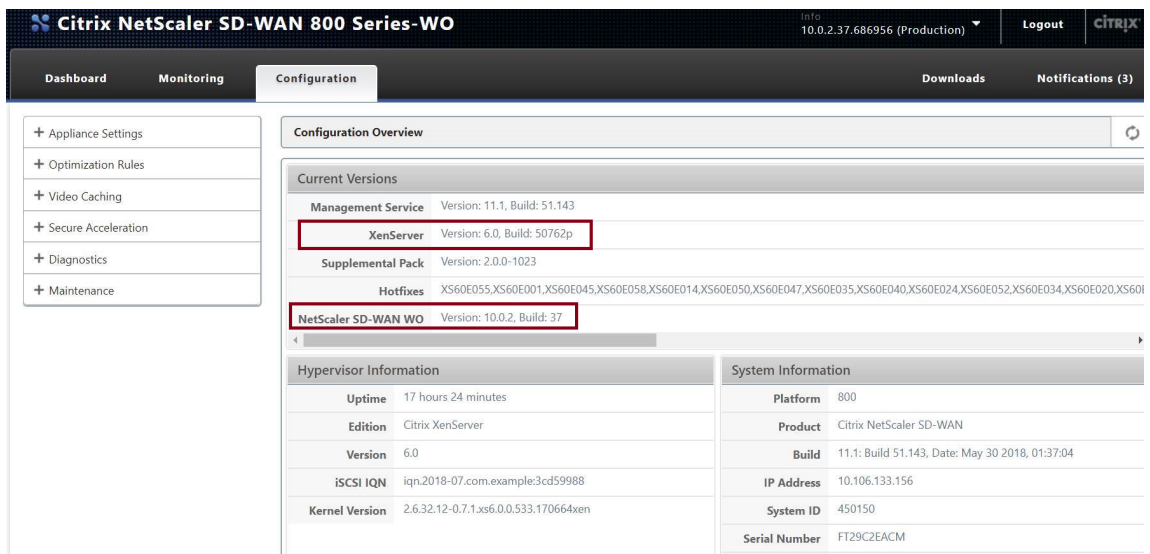 Citrix NetScaler SD-WAN 800 Series-WO
Info
10.0.2.37.686956 (Production)
Logout
CITRIX
Dashboard Monitoring Configuration Downloads Notifications (3)
+ Appliance Settings
+ Optimization Rules
+ Video Caching
+ Secure Acceleration
+ Diagnostics
+ Maintenance
Configuration Overview
Current Versions
Management Service Version: 11.1, Build: 51.143
XenServer Version: 6.0, Build: 50762p
Supplemental Pack Version: 2.0.0-1023
Hotfixes XS60E055,XS60E001,XS60E045,XS60E058,XS60E014,XS60E050,XS60E047,XS60E035,XS60E040,XS60E024,XS60E052,XS60E034,XS60E020,XS60E
NetScaler SD-WAN WO Version: 10.0.2, Build: 37
Hypervisor Information
Uptime 17 hours 24 minutes
Edition Citrix XenServer
Version 6.0
iSCSI IQN iqn.2018-07.com.example:3cd59988
Kernel Version 2.6.32.12-0.7.1.xs6.0.0.533.170664xen
System Information
Platform 800
Product Citrix NetScaler SD-WAN
Build 11.1: Build 51.143, Date: May 30 2018, 01:37:04
IP Address 10.106.133.156
System ID 450150
Serial Number FT29C2EACM